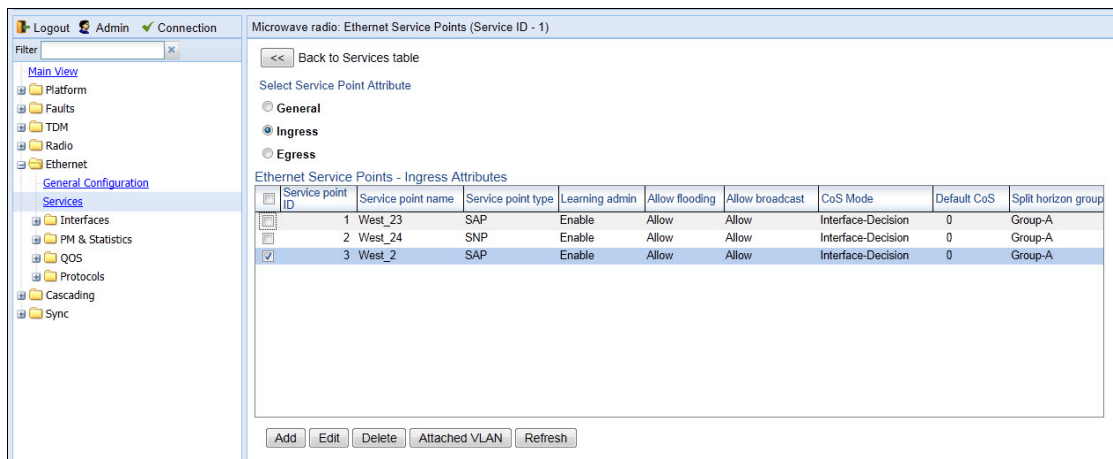 Logout Admin Connection
Filter
Main View
Platform
Faults
TDM
Radio
Ethernet
General Configuration
Services
Interfaces
PM & Statistics
QOS
Protocols
Cascading
Sync
Microwave radio: Ethernet Service Points (Service ID - 1)
<< Back to Services table
Select Service Point Attribute
General
Ingress
Egress
Ethernet Service Points - Ingress Attributes
Service point ID Service point name Service point type Learning admin Allow flooding Allow broadcast CoS Mode Default CoS Split horizon group
1 West_23 SAP Enable Allow Allow Interface-Decision 0 Group-A
2 West_24 SNP Enable Allow Allow Interface-Decision 0 Group-A
3 West_2 SAP Enable Allow Allow Interface-Decision 0 Group-A
Add Edit Delete Attached VLAN Refresh